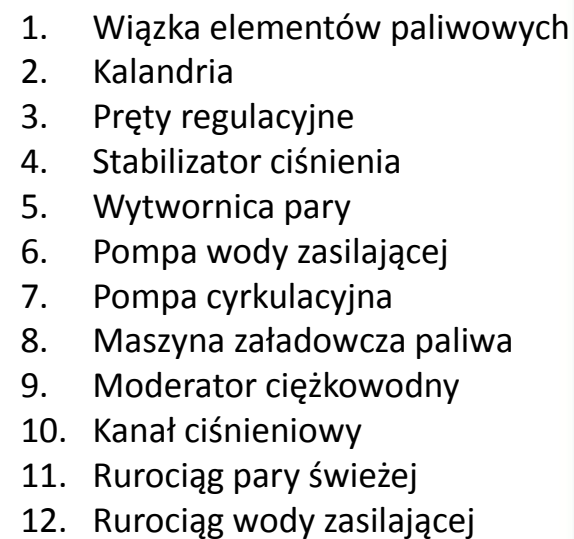 1. Wiązka elementów paliwowych
2. Kalandria
3. Pręty regulacyjne
4. Stabilizator ciśnienia
5. Wytwornica pary
6. Pompa wody zasilającej
7. Pompa cyrkulacyjna
8. Maszyna załadowcza paliwa
9. Moderator ciężkowodny
10. Kanał ciśnieniowy
11. Rurociąg pary świeżej
12. Rurociąg wody zasilającej